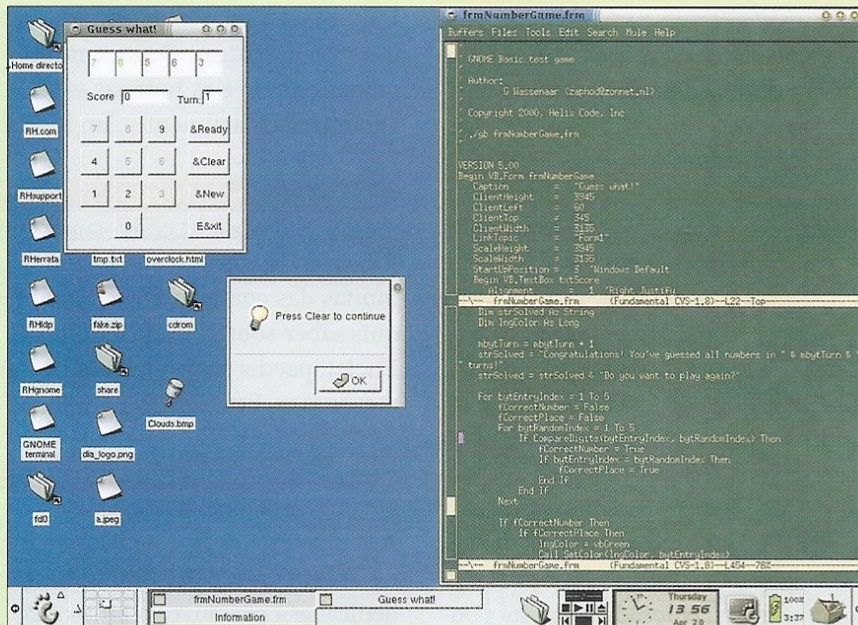 Guess what!
7 6 5 6 3
Score 0 Turn: 1
7 8 9 &Ready
4 5 6 &Clear
1 2 3 &New
0 E&xit
Home directo
RH.com
RHsupport
RHerrata
tmp.txt
overclock.html
RHldp
fake.zip
cdrom
RHgnome
share
Clouds.bmp
GNOME
terminal
dia_logo.png
fd0
a.jpeg
Press Clear to continue
OK
frmNumberGame.frm
Buffers Files Tools Edit Search Mule Help
'
' GNOME Basic test game
'
' Author:
' G Wassenaar (zaphod@zonnet.nl)
'
' Copyright 2000, Helix Code, Inc
'
' ./gb frmNumberGame.frm
'
VERSION 5.00
Begin VB.Form frmNumberGame
Caption = "Guess what!"
ClientHeight = 3945
ClientLeft = 60
ClientTop = 345
ClientWidth = 3135
LinkTopic = "Form1"
ScaleHeight = 3945
ScaleWidth = 3135
StartUpPosition = 3 'Windows Default
Begin VB.TextBox txtScore
Alignment = 1 'Right Justify
--\-- frmNumberGame.frm (Fundamental CVS-1.8)--L22--Top--
Dim strSolved As String
Dim lngColor As Long
mbytTurn = mbytTurn + 1
strSolved = "Congratulations! You've guessed all numbers in " & mbytTurn &
" turns!"
strSolved = strSolved & "Do you want to play again?"
For bytEntryIndex = 1 To 5
fCorrectNumber = False
fCorrectPlace = False
For bytRandomIndex = 1 To 5
If CompareDigits(bytEntryIndex, bytRandomIndex) Then
fCorrectNumber = True
If bytEntryIndex = bytRandomIndex Then
fCorrectPlace = True
End If
End If
Next
If fCorrectNumber Then
If fCorrectPlace Then
lngColor = vbGreen
Call SetColor(lngColor, bytEntryIndex)
--\-- frmNumberGame.frm (Fundamental CVS-1.8)--L454--78%--
frmNumberGame.frm
Guess what!
Information
Thursday
13 56
Apr 20
100%
3:37